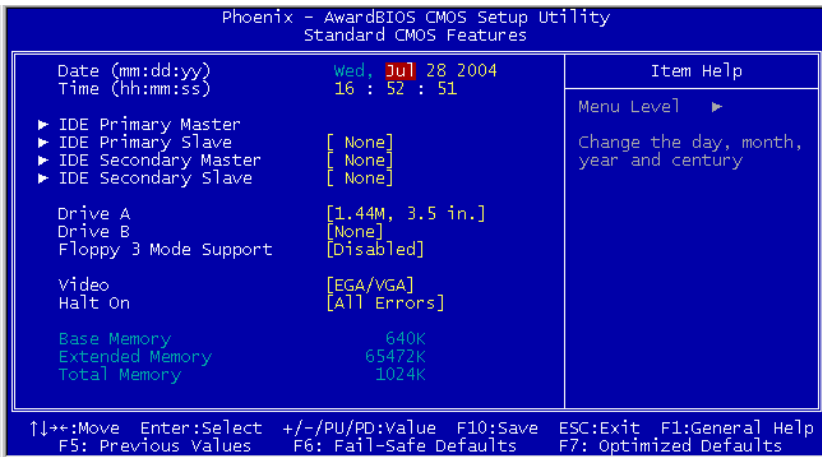 Phoenix - AwardBIOS CMOS Setup Utility
Standard CMOS Features
Date (mm:dd:yy) Wed, Jul 28 2004
Time (hh:mm:ss) 16 : 52 : 51
► IDE Primary Master
► IDE Primary Slave [ None]
► IDE Secondary Master [ None]
► IDE Secondary Slave [ None]
Drive A [1.44M, 3.5 in.]
Drive B [None]
Floppy 3 Mode Support [Disabled]
Video [EGA/VGA]
Halt On [All Errors]
Base Memory 640K
Extended Memory 65472K
Total Memory 1024K
Item Help
Menu Level ►
Change the day, month,
year and century
↑↓→←:Move Enter:Select +/-/PU/PD:Value F10:Save ESC:Exit F1:General Help
F5: Previous Values F6: Fail-Safe Defaults F7: Optimized Defaults